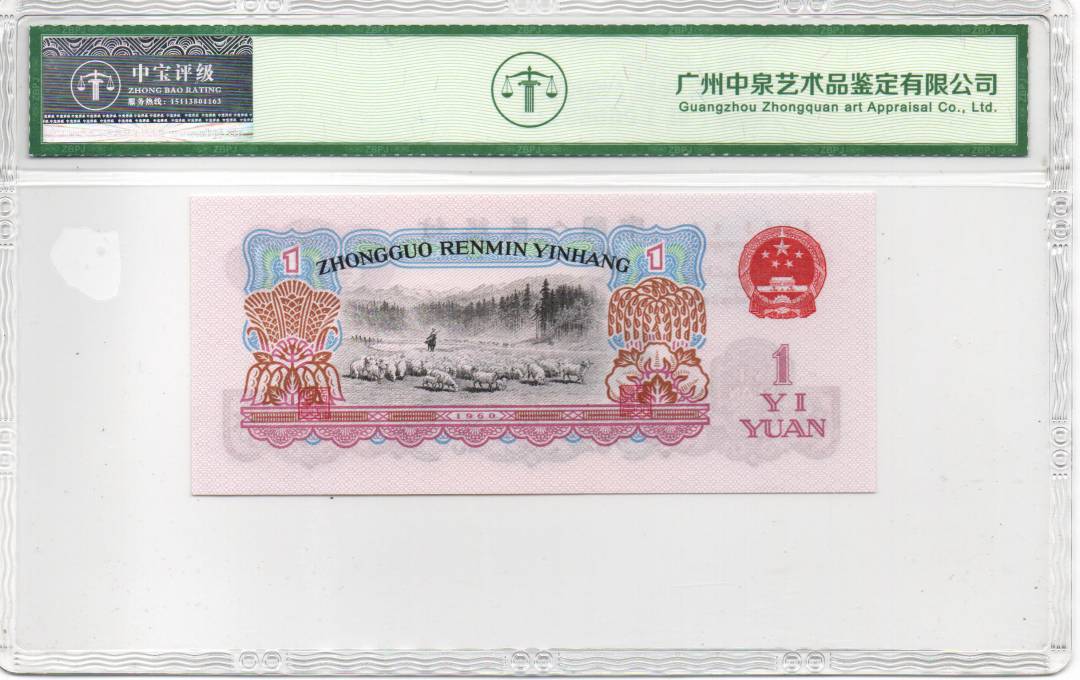 中宝评级
ZHONG BAO RATING
服务热线：15113801163
广州中泉艺术品鉴定有限公司
Guangzhou Zhongquan art Appraisal Co., Ltd.
1
ZHONGGUO RENMIN YINHANG
1
1
YI
YUAN
1960